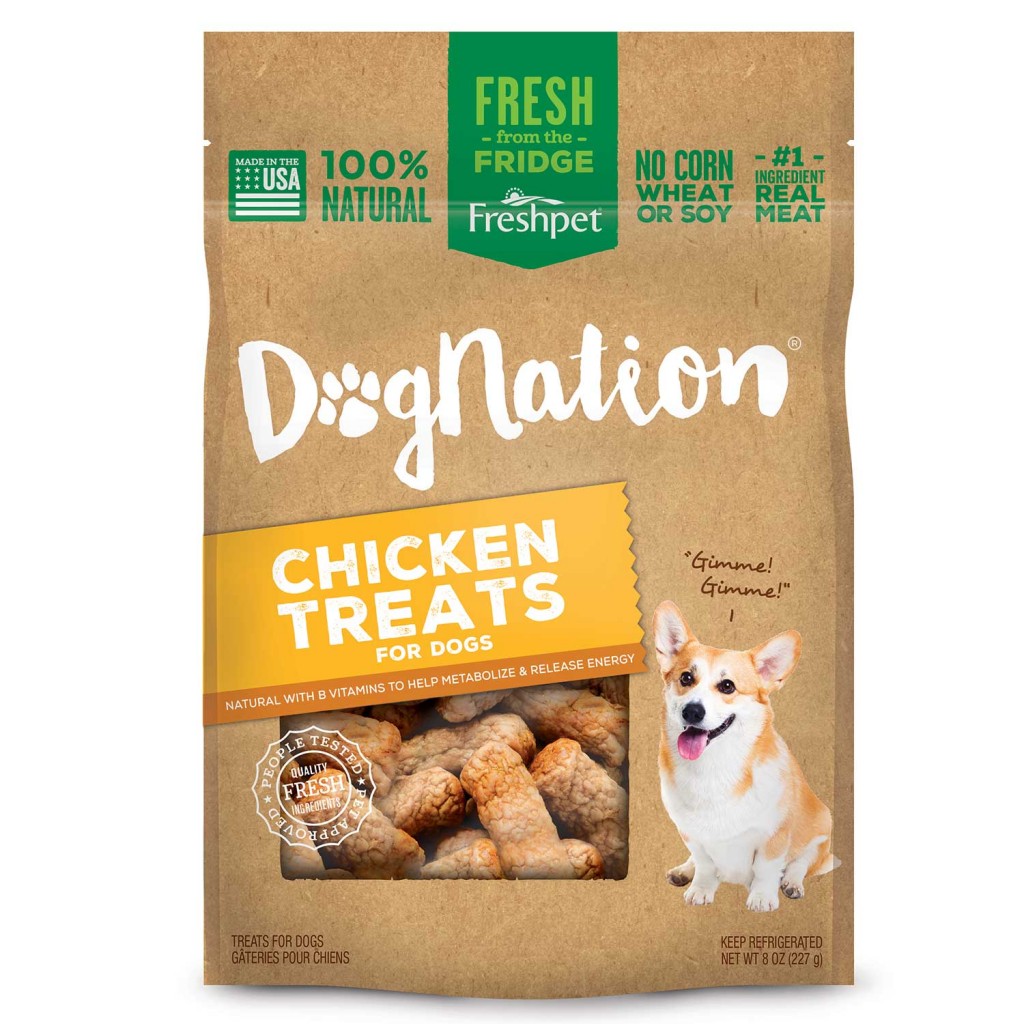 FRESH
- from the -
FRIDGE
Freshpet®
MADE IN THE
USA
100%
NATURAL
NO CORN
WHEAT
OR SOY
- #1 -
INGREDIENT
REAL
MEAT
DogNation®
CHICKEN
TREATS
FOR DOGS
NATURAL WITH B VITAMINS TO HELP METABOLIZE & RELEASE ENERGY
"Gimme!
Gimme!"
PEOPLE TESTED ★ PET APPROVED ★
QUALITY
FRESH
INGREDIENTS
TREATS FOR DOGS
GÂTERIES POUR CHIENS
KEEP REFRIGERATED
NET WT 8 OZ (227 g)